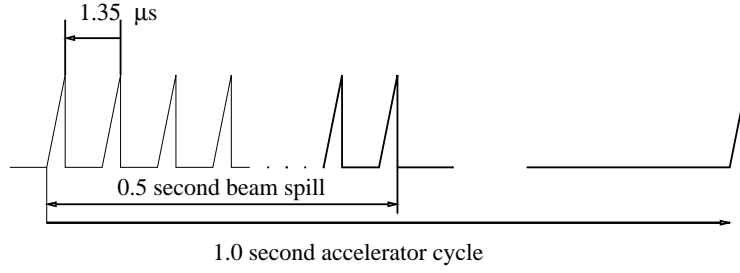 1.35 μs
0.5 second beam spill
1.0 second accelerator cycle